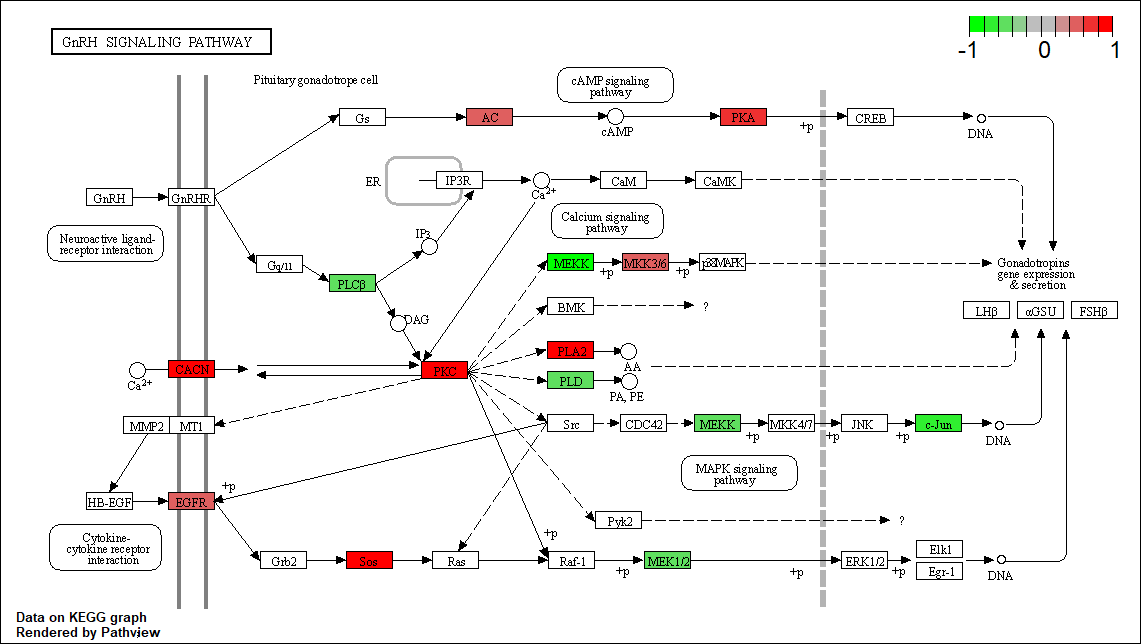 GnRH SIGNALING PATHWAY
-1 0 1
Pituitary gonadotrope cell
cAMP signaling
pathway
Gs AC cAMP PKA +p CREB DNA
ER IP3R Ca2+ CaM CaMK
GnRH GnRHR
Neuroactive ligand-
receptor interaction
Calcium signaling
pathway
IP3
Gq/11 PLCβ DAG
MEKK +p MKK3/6 +p p38MAPK
Gonadotropins
gene expression
& secretion
BMK ?
LHβ αGSU FSHβ
PLA2 AA
Ca2+ CACN PKC
PLD PA, PE
MMP2 MT1 Src CDC42 MEKK +p MKK4/7 +p JNK +p c-Jun DNA
MAPK signaling
pathway
HB-EGF EGFR +p
Pyk2 ?
Cytokine-
cytokine receptor
interaction
+p
Grb2 Sos Ras Raf-1 +p MEK1/2 +p ERK1/2 +p Elk1
Egr-1 DNA
Data on KEGG graph
Rendered by Pathview